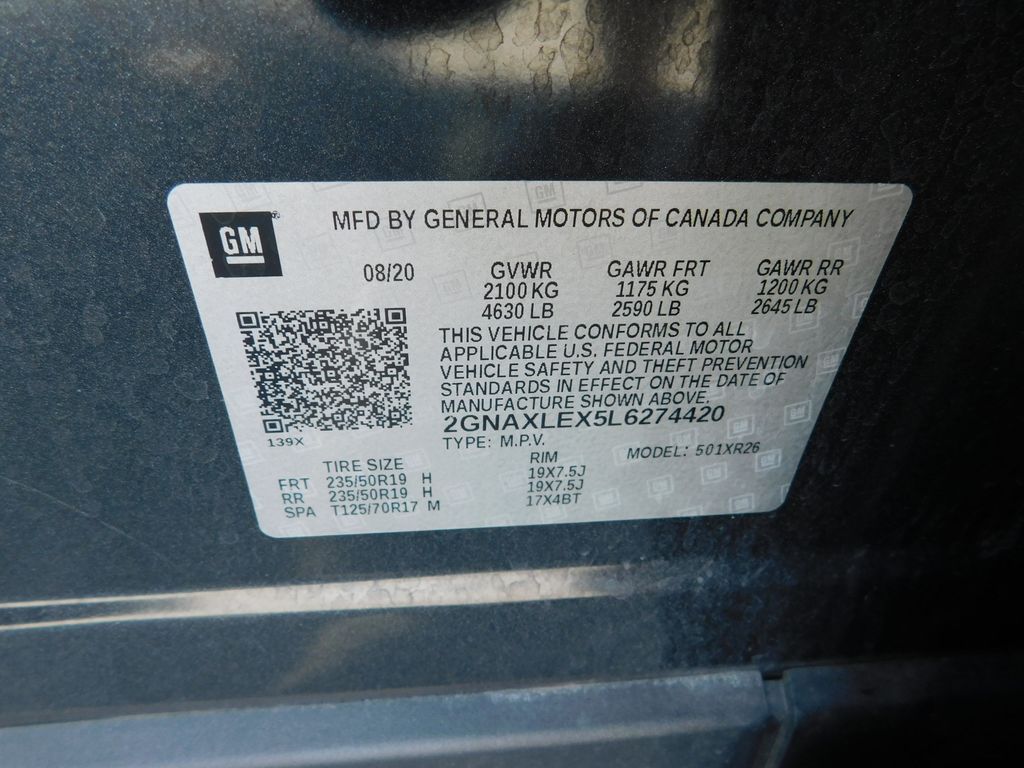 GM
MFD BY GENERAL MOTORS OF CANADA COMPANY
08/20 GVWR GAWR FRT GAWR RR
2100 KG 1175 KG 1200 KG
4630 LB 2590 LB 2645 LB
THIS VEHICLE CONFORMS TO ALL
APPLICABLE U.S. FEDERAL MOTOR
VEHICLE SAFETY AND THEFT PREVENTION
STANDARDS IN EFFECT ON THE DATE OF
MANUFACTURE SHOWN ABOVE.
2GNAXLEX5L6274420
139X
TYPE: M.P.V. MODEL: 501XR26
TIRE SIZE RIM
FRT 235/50R19 H 19X7.5J
RR 235/50R19 H 19X7.5J
SPA T125/70R17 M 17X4BT